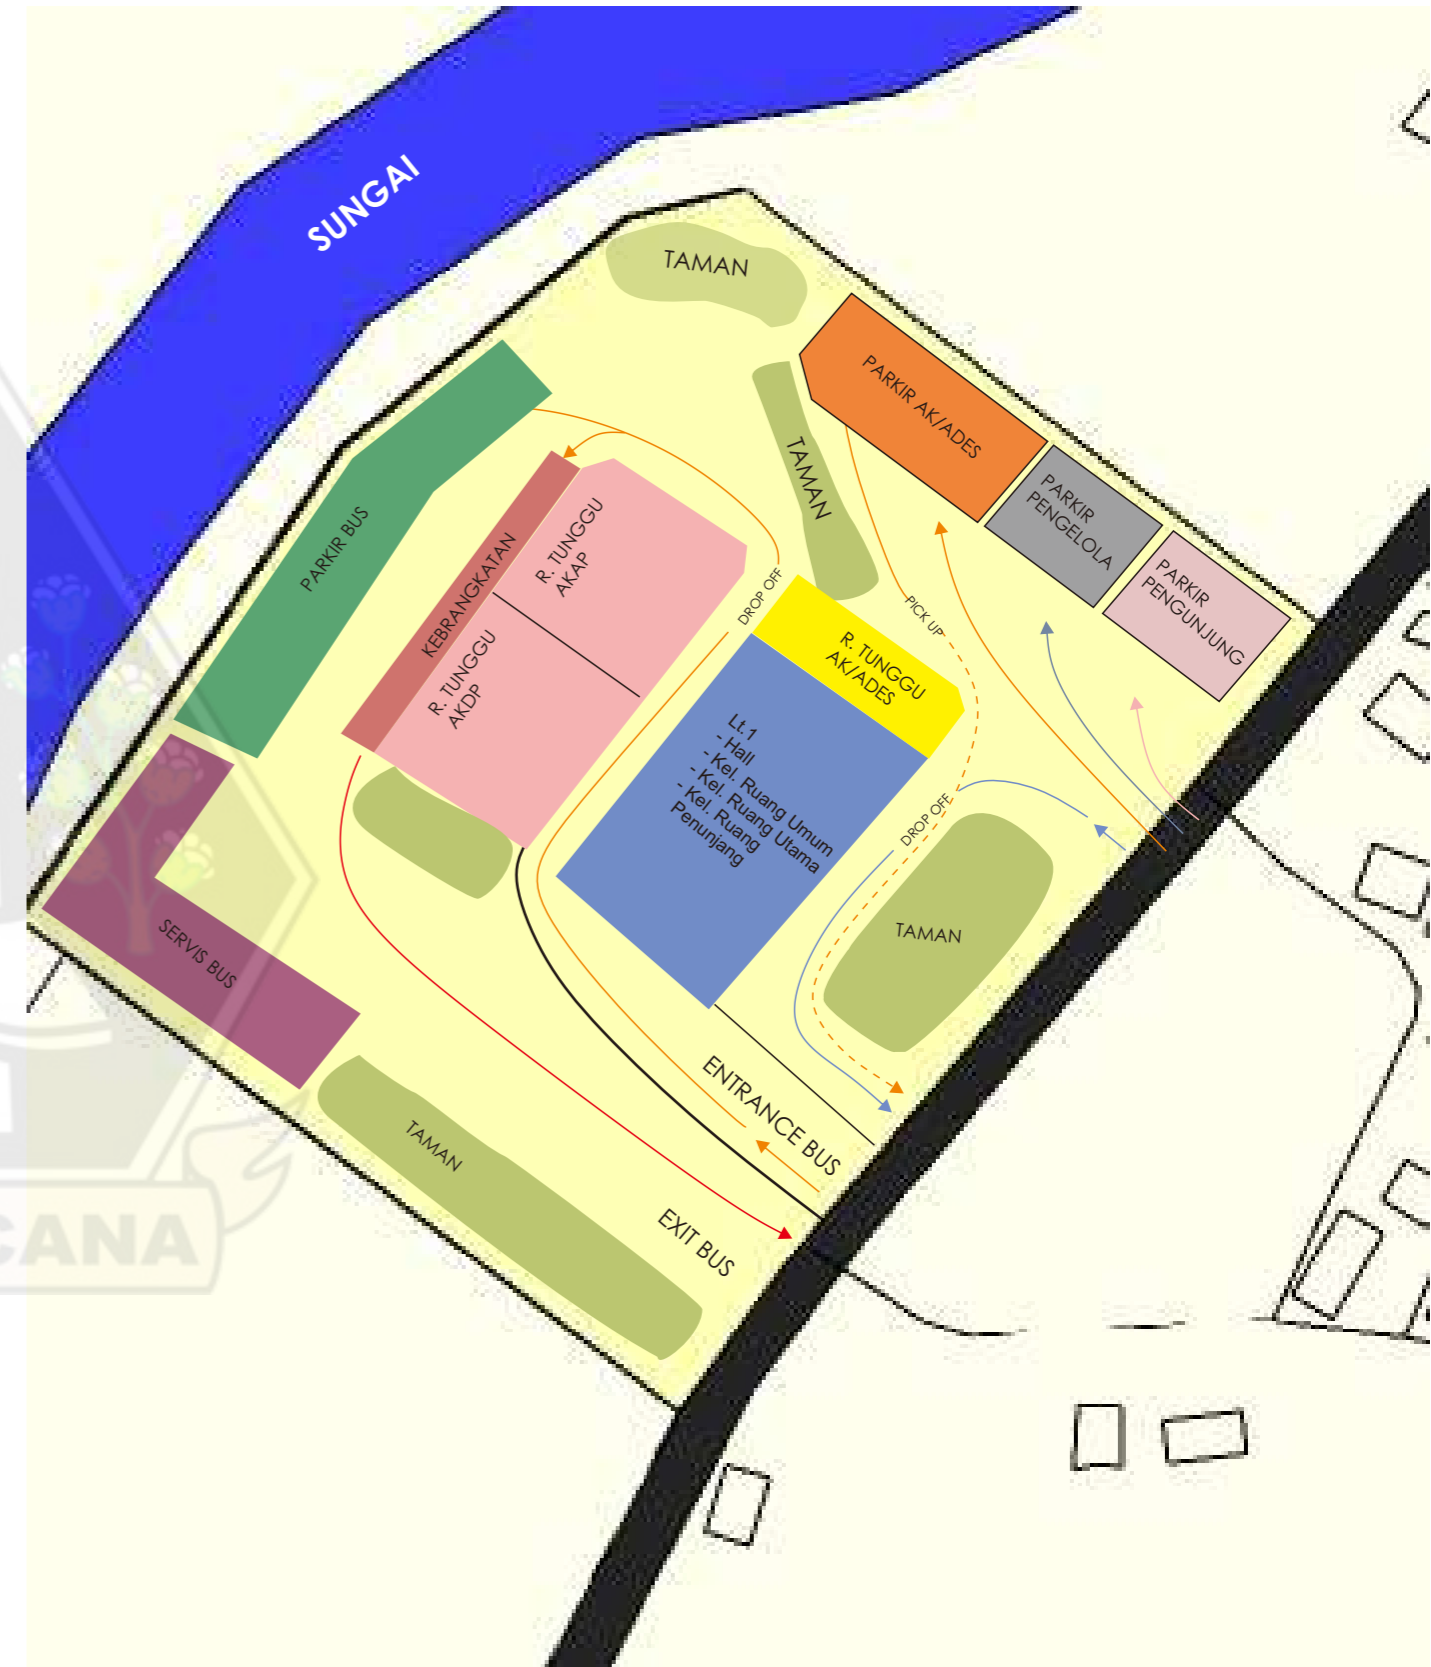 SUNGAI
TAMAN
PARKIR AK/ADES
TAMAN
PARKIR
PENGELOLA
PARKIR
PENGUNJUNG
PARKIR BUS
KEBRANGKATAN
R. TUNGGU
AKAP
R. TUNGGU
AKDP
DROP OFF
PICK UP
R. TUNGGU
AK/ADES
Lt.1
- Hall
- Kel. Ruang Umum
- Kel. Ruang Utama
- Kel. Ruang
Penunjang
DROP OFF
TAMAN
SERVIS BUS
ENTRANCE BUS
TAMAN
EXIT BUS
CANA